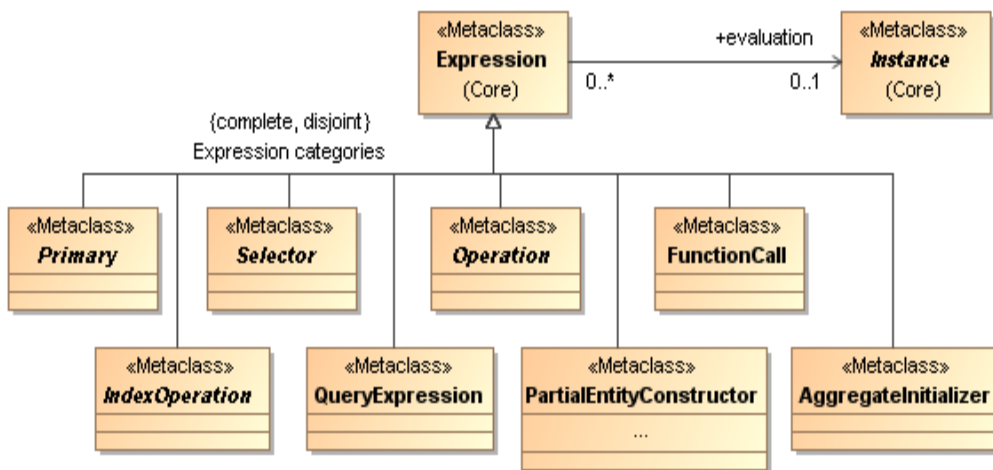 «Metaclass»
Expression
(Core)
+evaluation
0..*
0..1
«Metaclass»
Instance
(Core)
{complete, disjoint}
Expression categories
«Metaclass»
Primary
«Metaclass»
Selector
«Metaclass»
Operation
«Metaclass»
FunctionCall
«Metaclass»
IndexOperation
«Metaclass»
QueryExpression
«Metaclass»
PartialEntityConstructor
...
«Metaclass»
AggregateInitializer